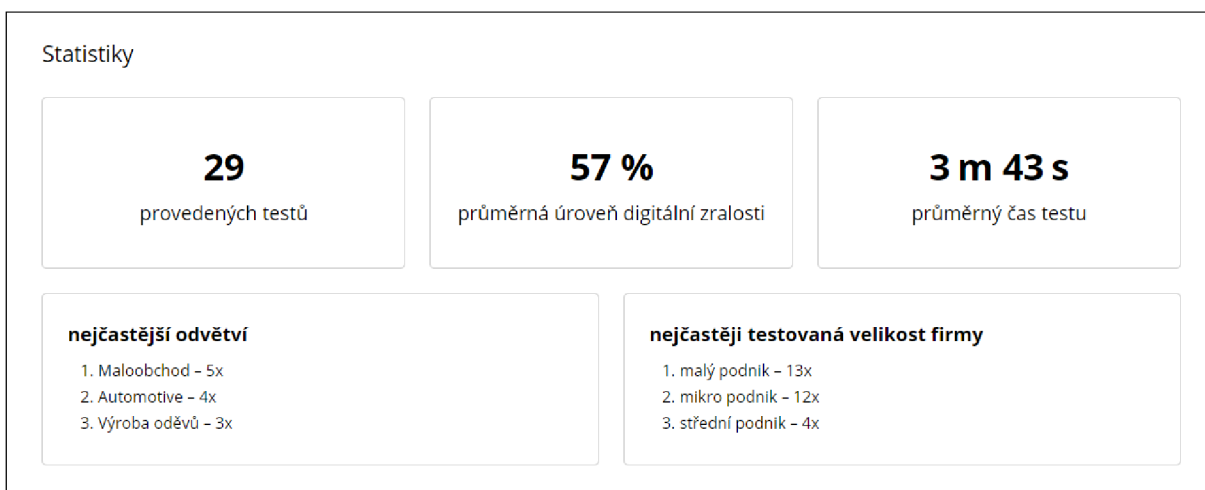 Statistiky
29
provedených testů
57 %
průměrná úroveň digitální zralosti
3 m 43 s
průměrný čas testu
nejčastější odvětví
1. Maloobchod – 5x
2. Automotive – 4x
3. Výroba oděvů – 3x
nejčastěji testovaná velikost firmy
1. malý podnik – 13x
2. mikro podnik – 12x
3. střední podnik – 4x